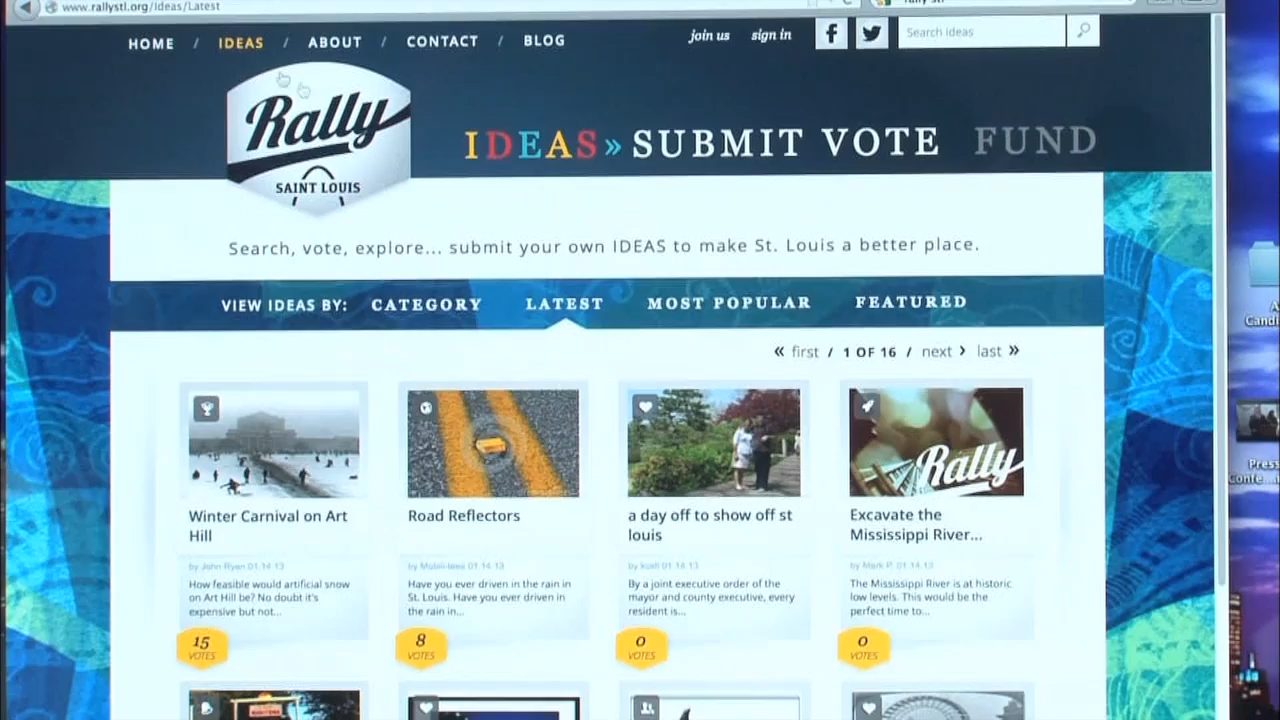 www.rallystl.org/Ideas/Latest
HOME / IDEAS / ABOUT / CONTACT / BLOG
join us sign in
Search ideas
Rally
SAINT LOUIS
IDEAS» SUBMIT VOTE FUND
Search, vote, explore... submit your own IDEAS to make St. Louis a better place.
VIEW IDEAS BY: CATEGORY LATEST MOST POPULAR FEATURED
« first / 1 OF 16 / next › last »
Rally
Winter Carnival on Art
Hill
by John Ryan 01.14.13
How feasible would artificial snow
on Art Hill be? No doubt it's
expensive but not...
15
VOTES
Road Reflectors
01.14.13
Have you ever driven in the rain in
St. Louis. Have you ever driven in
the rain in...
8
VOTES
a day off to show off st
louis
01.14.13
By a joint executive order of the
mayor and county executive, every
resident is...
0
VOTES
Excavate the
Mississippi River...
by Mark P. 01.14.13
The Mississippi River is at historic
low levels. This would be the
perfect time to...
0
VOTES
Press